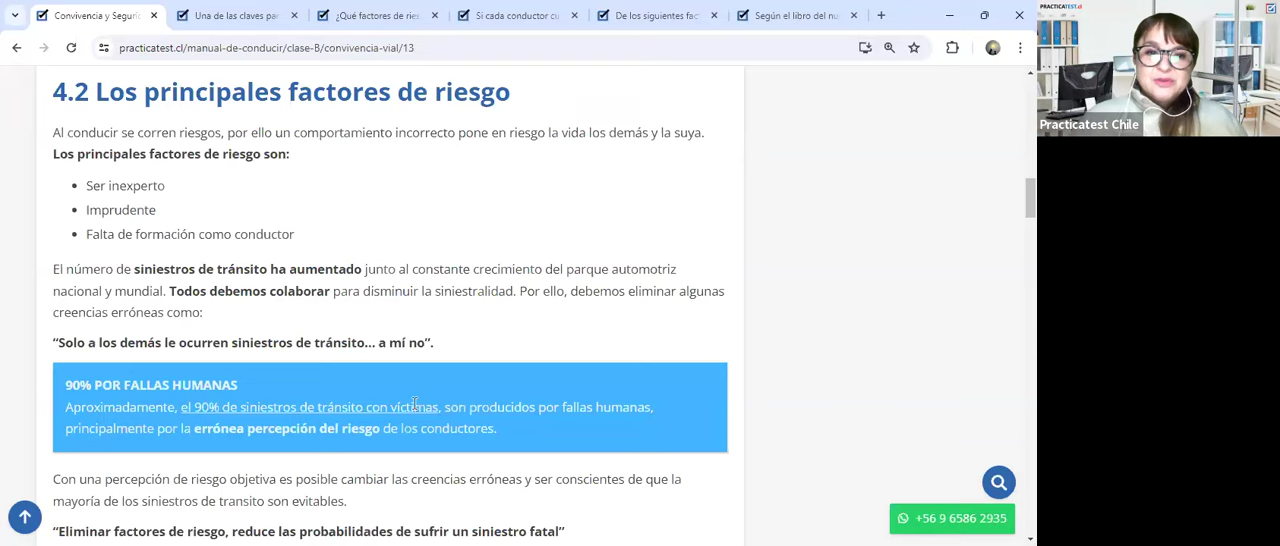 Convivencia y Seguri
Una de las claves par
¿Qué factores de ries
Si cada conductor cu
De los siguientes fac
Según el libro del nu
practicatest.cl/manual-de-conducir/clase-B/convivencia-vial/13
PRACTICATEST.cl
Practicatest Chile
4.2 Los principales factores de riesgo
Al conducir se corren riesgos, por ello un comportamiento incorrecto pone en riesgo la vida los demás y la suya.
Los principales factores de riesgo son:
• Ser inexperto
• Imprudente
• Falta de formación como conductor
El número de siniestros de tránsito ha aumentado junto al constante crecimiento del parque automotriz
nacional y mundial. Todos debemos colaborar para disminuir la siniestralidad. Por ello, debemos eliminar algunas
creencias erróneas como:
“Solo a los demás le ocurren siniestros de tránsito... a mí no”.
90% POR FALLAS HUMANAS
Aproximadamente, el 90% de siniestros de tránsito con víctimas, son producidos por fallas humanas,
principalmente por la errónea percepción del riesgo de los conductores.
Con una percepción de riesgo objetiva es posible cambiar las creencias erróneas y ser conscientes de que la
mayoría de los siniestros de transito son evitables.
“Eliminar factores de riesgo, reduce las probabilidades de sufrir un siniestro fatal”
+56 9 6586 2935